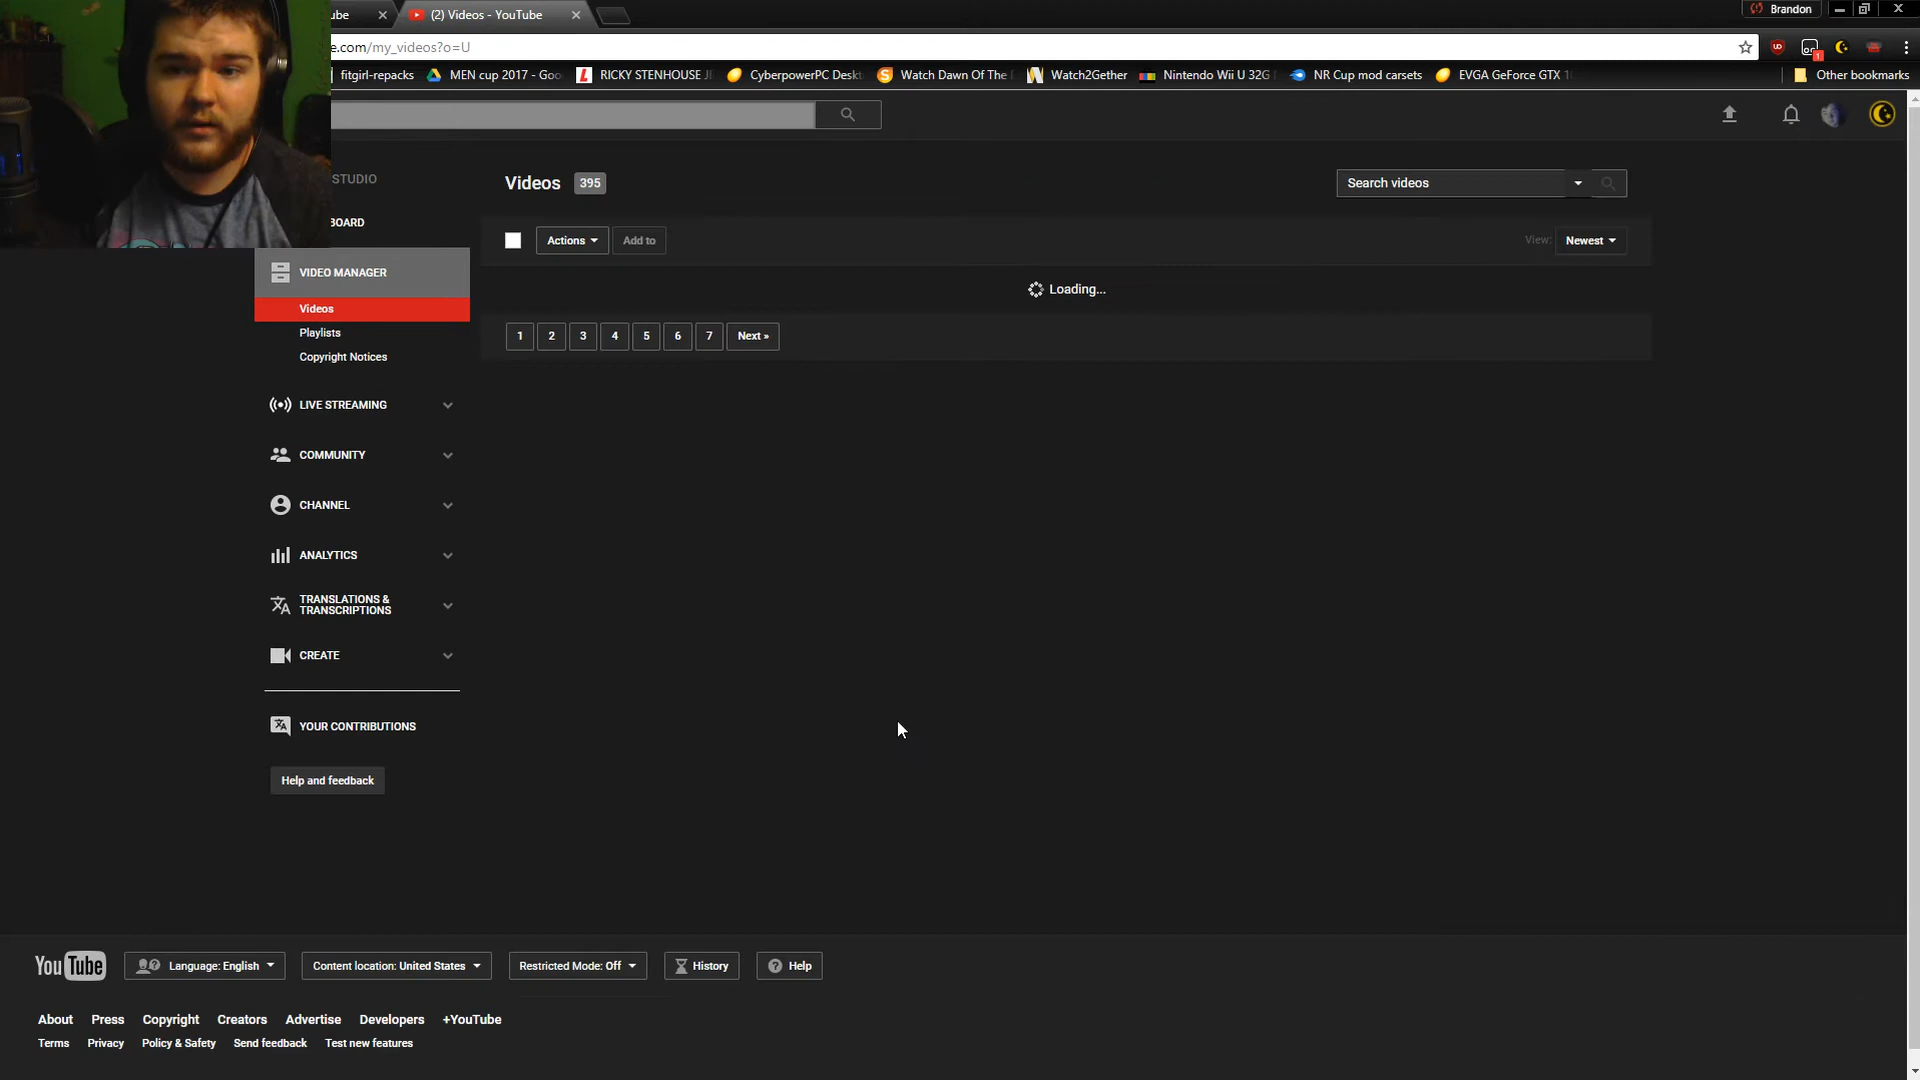 ube
(2) Videos - YouTube
Brandon
e.com/my_videos?o=U
fitgirl-repacks
MEN cup 2017 - Goo
RICKY STENHOUSE J
CyberpowerPC Deskt
Watch Dawn Of The
Watch2Gether
Nintendo Wii U 32G
NR Cup mod carsets
EVGA GeForce GTX 1
Other bookmarks
STUDIO
Videos 395
Search videos
BOARD
Actions
Add to
View:
Newest
VIDEO MANAGER
Loading...
Videos
Playlists
1 2 3 4 5 6 7 Next »
Copyright Notices
LIVE STREAMING
COMMUNITY
CHANNEL
ANALYTICS
TRANSLATIONS &
TRANSCRIPTIONS
CREATE
YOUR CONTRIBUTIONS
Help and feedback
YouTube
Language: English
Content location: United States
Restricted Mode: Off
History
Help
About Press Copyright Creators Advertise Developers +YouTube
Terms Privacy Policy & Safety Send feedback Test new features